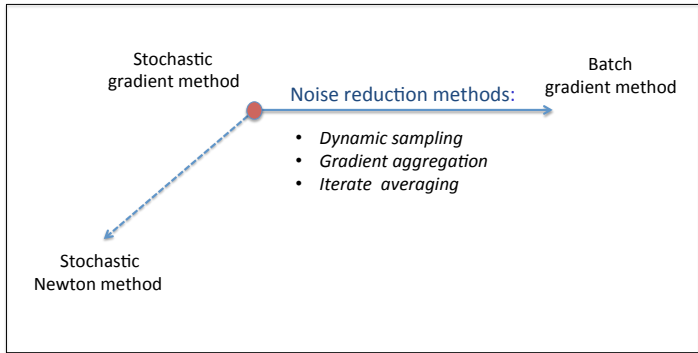 Stochastic
gradient method
Batch
gradient method
Noise reduction methods:
• Dynamic sampling
• Gradient aggregation
• Iterate averaging
Stochastic
Newton method